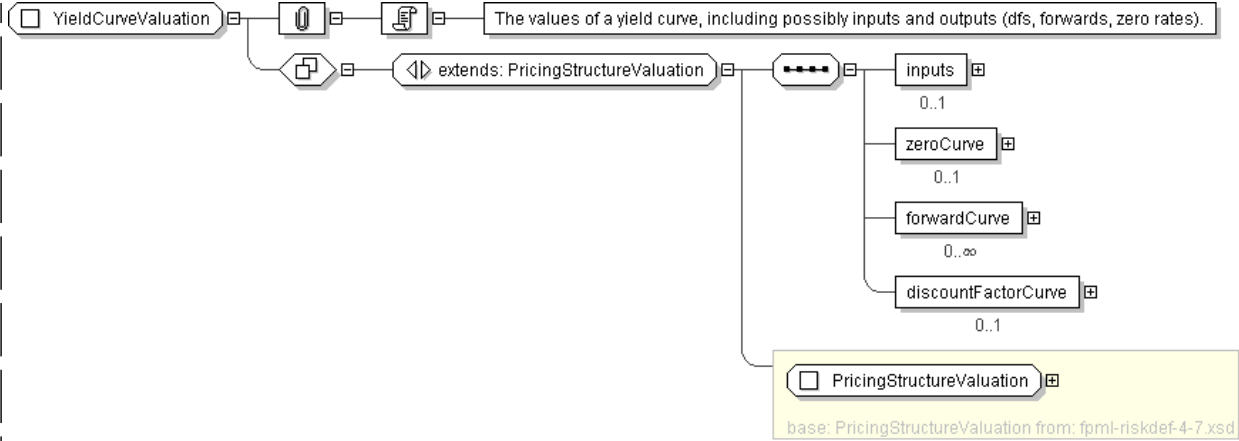 YieldCurveValuation
The values of a yield curve, including possibly inputs and outputs (dfs, forwards, zero rates).
extends: PricingStructureValuation
inputs
0..1
zeroCurve
0..1
forwardCurve
0..∞
discountFactorCurve
0..1
PricingStructureValuation
base: PricingStructureValuation from: fpml-riskdef-4-7.xsd